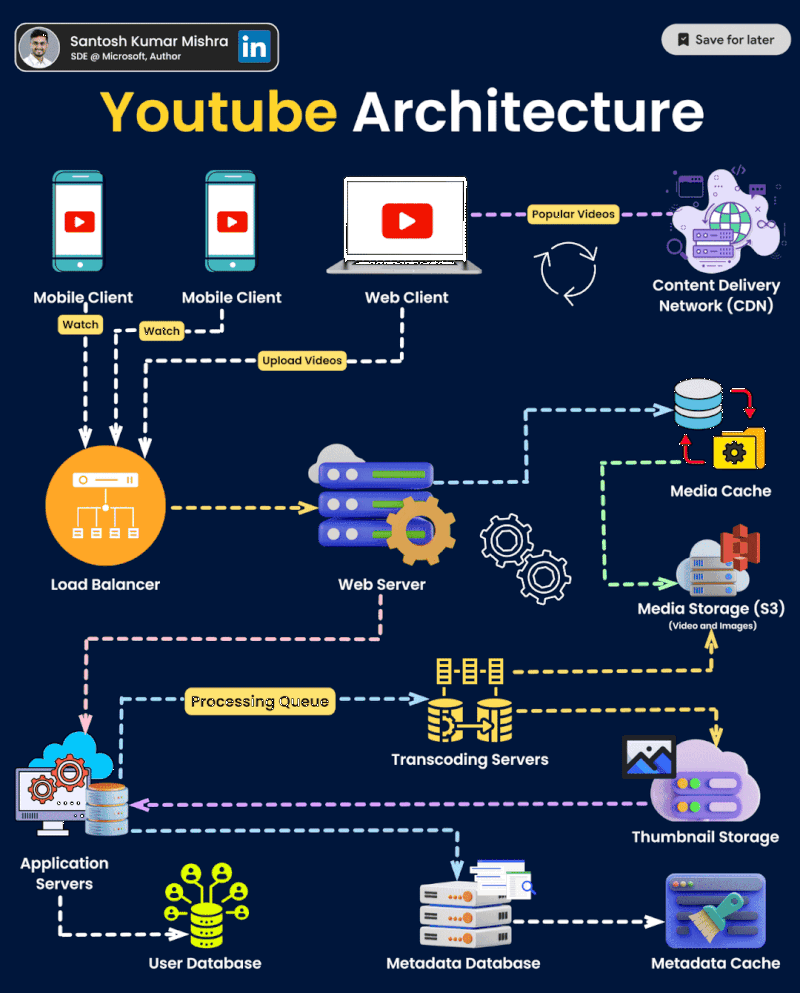 Santosh Kumar Mishra
SDE @ Microsoft, Author
in
Save for later
Youtube Architecture
Popular Videos
Mobile Client
Mobile Client
Web Client
Content Delivery
Network (CDN)
Watch
Watch
Upload Videos
Media Cache
Load Balancer
Web Server
Media Storage (S3)
(Video and Images)
Processing Queue
Transcoding Servers
Thumbnail Storage
Application
Servers
User Database
Metadata Database
Metadata Cache